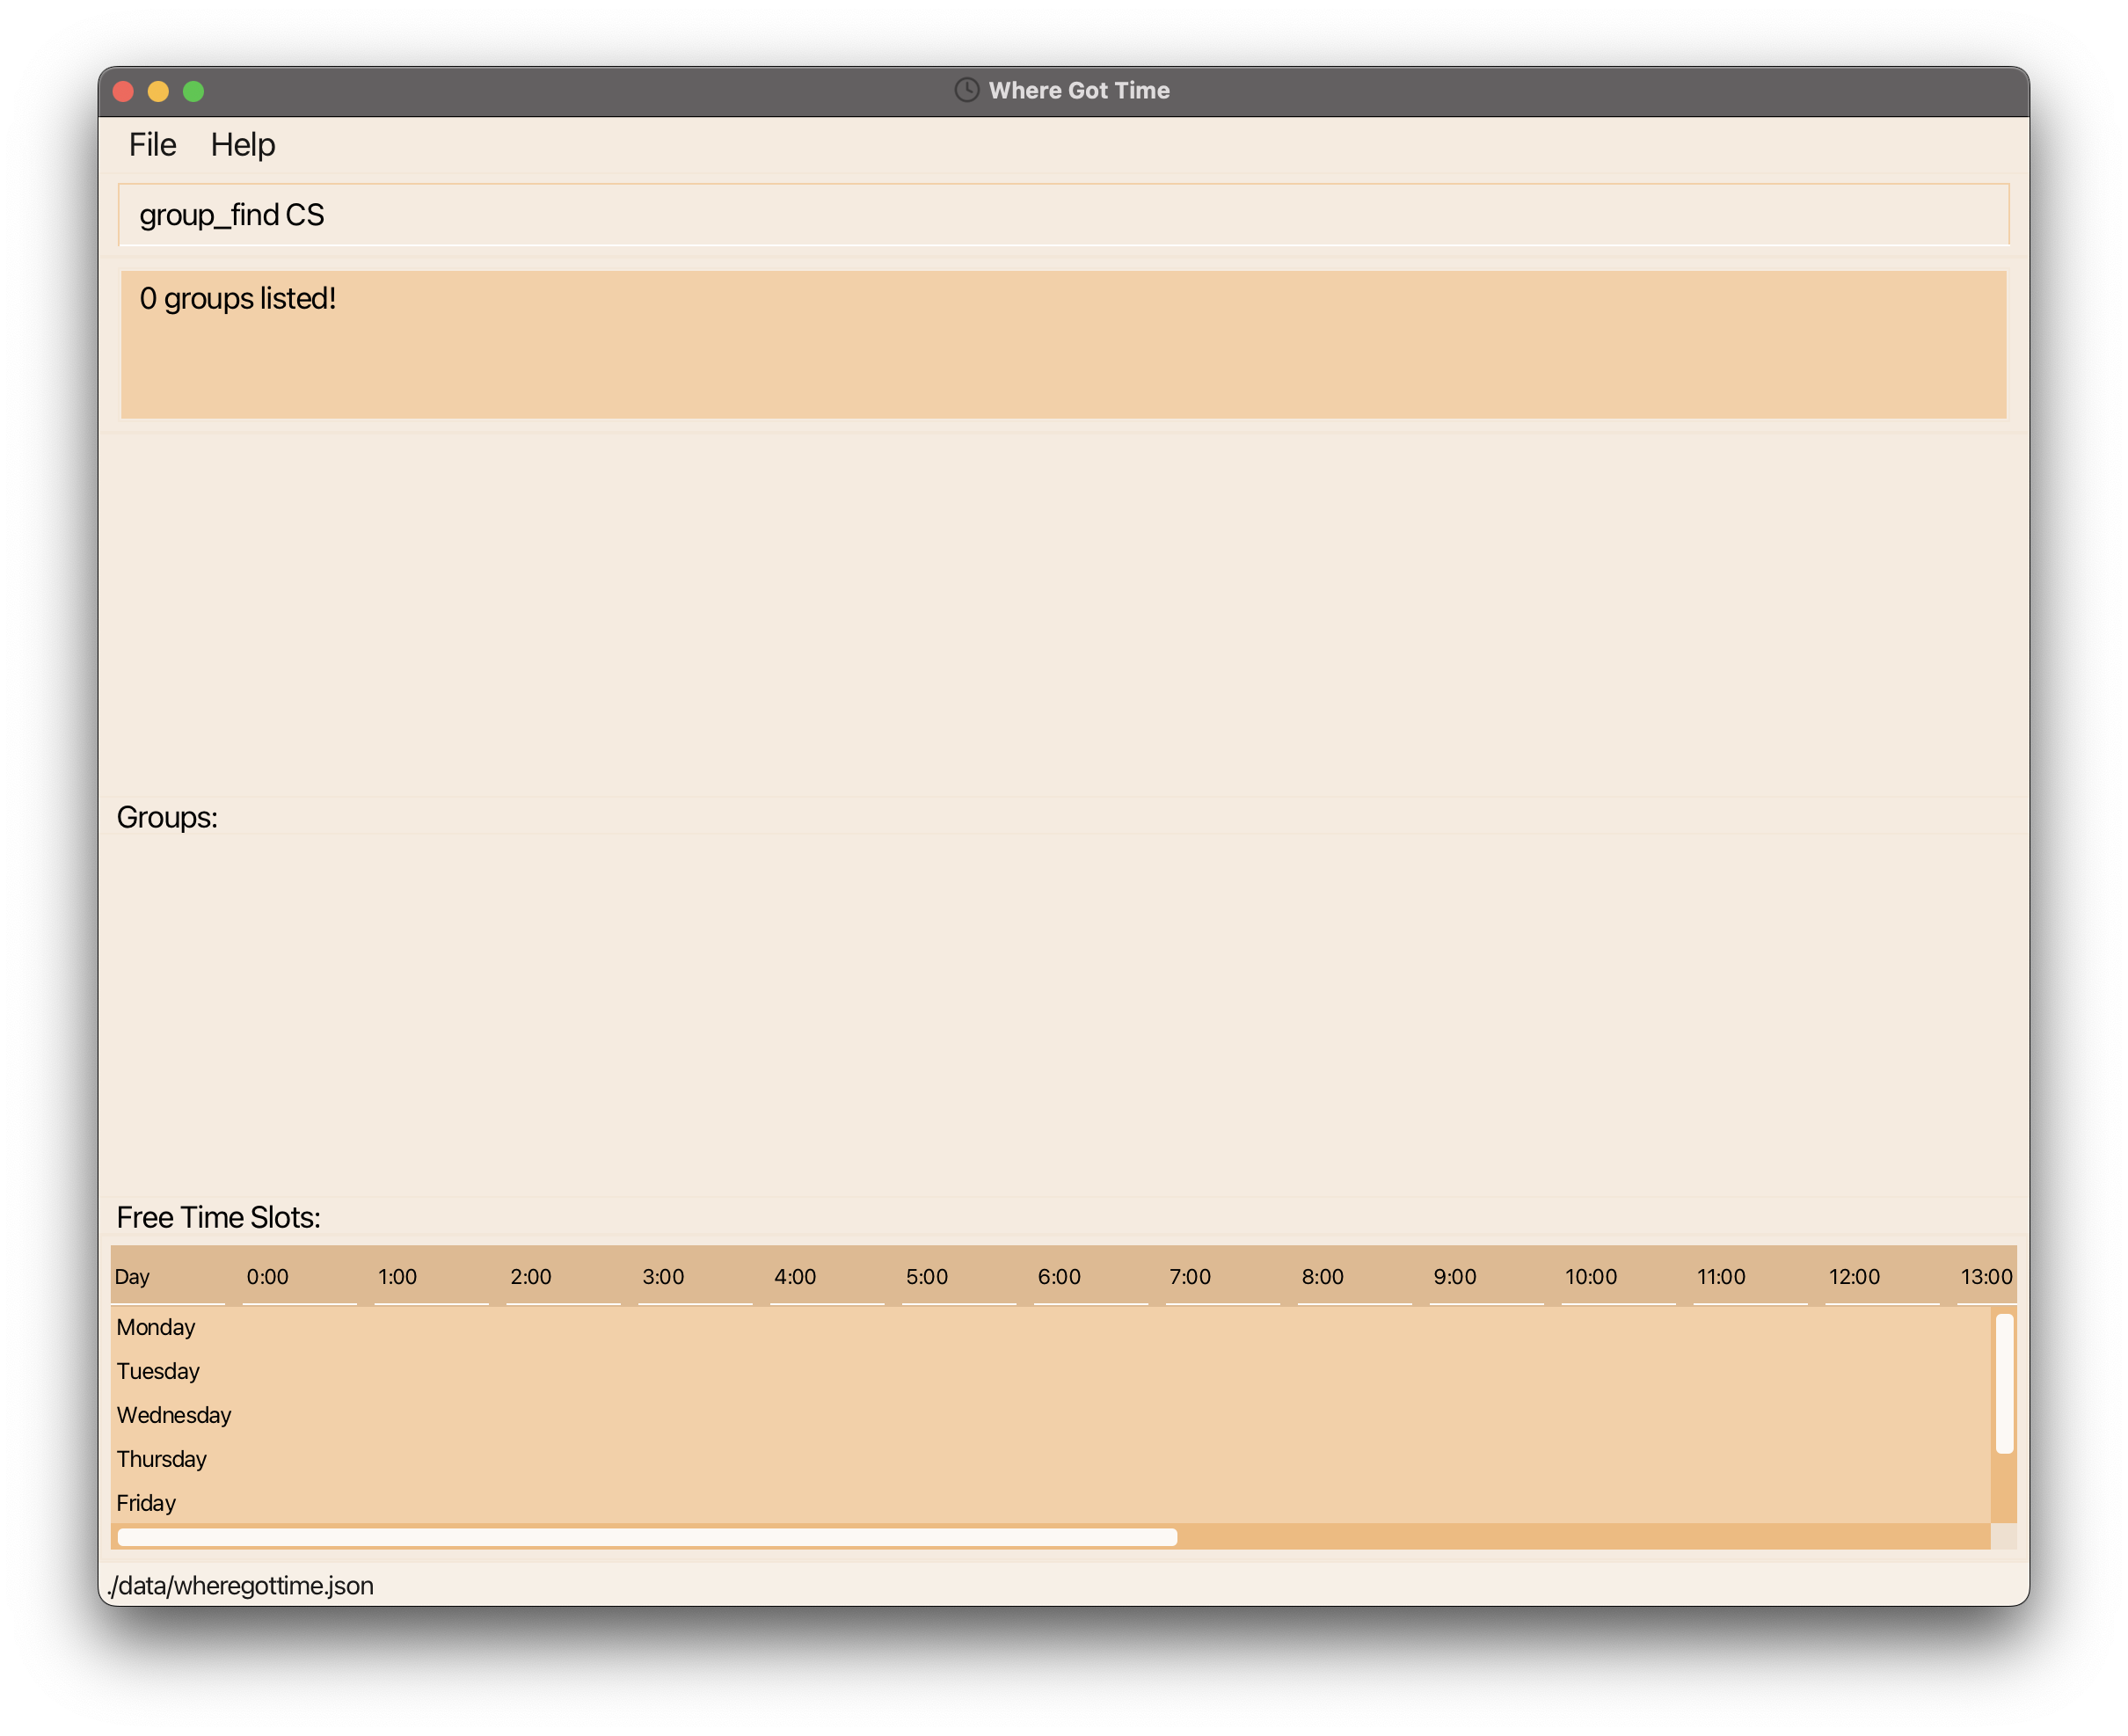 Where Got Time
File Help
group_find CS
0 groups listed!
Groups:
Free Time Slots:
Day 0:00 1:00 2:00 3:00 4:00 5:00 6:00 7:00 8:00 9:00 10:00 11:00 12:00 13:00
Monday
Tuesday
Wednesday
Thursday
Friday
./data/wheregottime.json